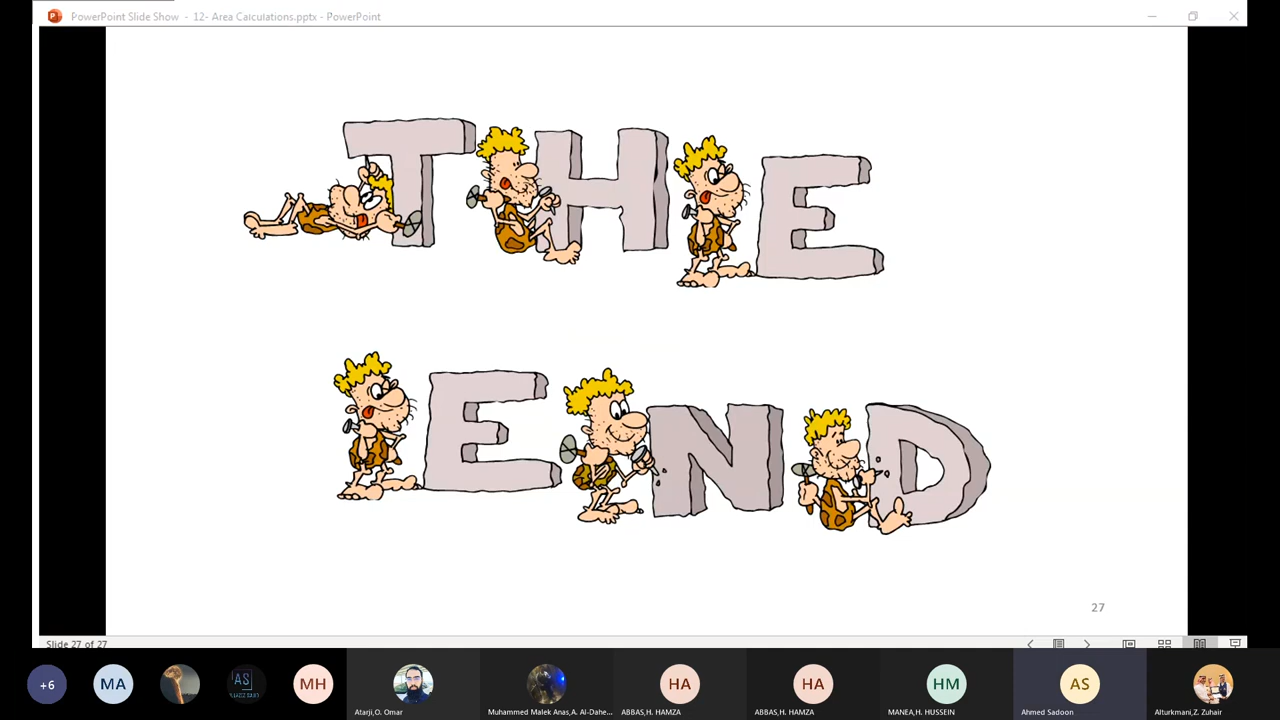 PowerPoint Slide Show - 12- Area Calculations.pptx - PowerPoint
THE
END
27
Slide 27 of 27
+6
MA
AS
MH
HA
HA
HM
AS
Atarji,O. Omar
Muhammed Malek Anas,A. Al-Dahe...
ABBAS,H. HAMZA
ABBAS,H. HAMZA
MANEA,H. HUSSEIN
Ahmed Sadoon
Alturkmani,Z. Zuhair